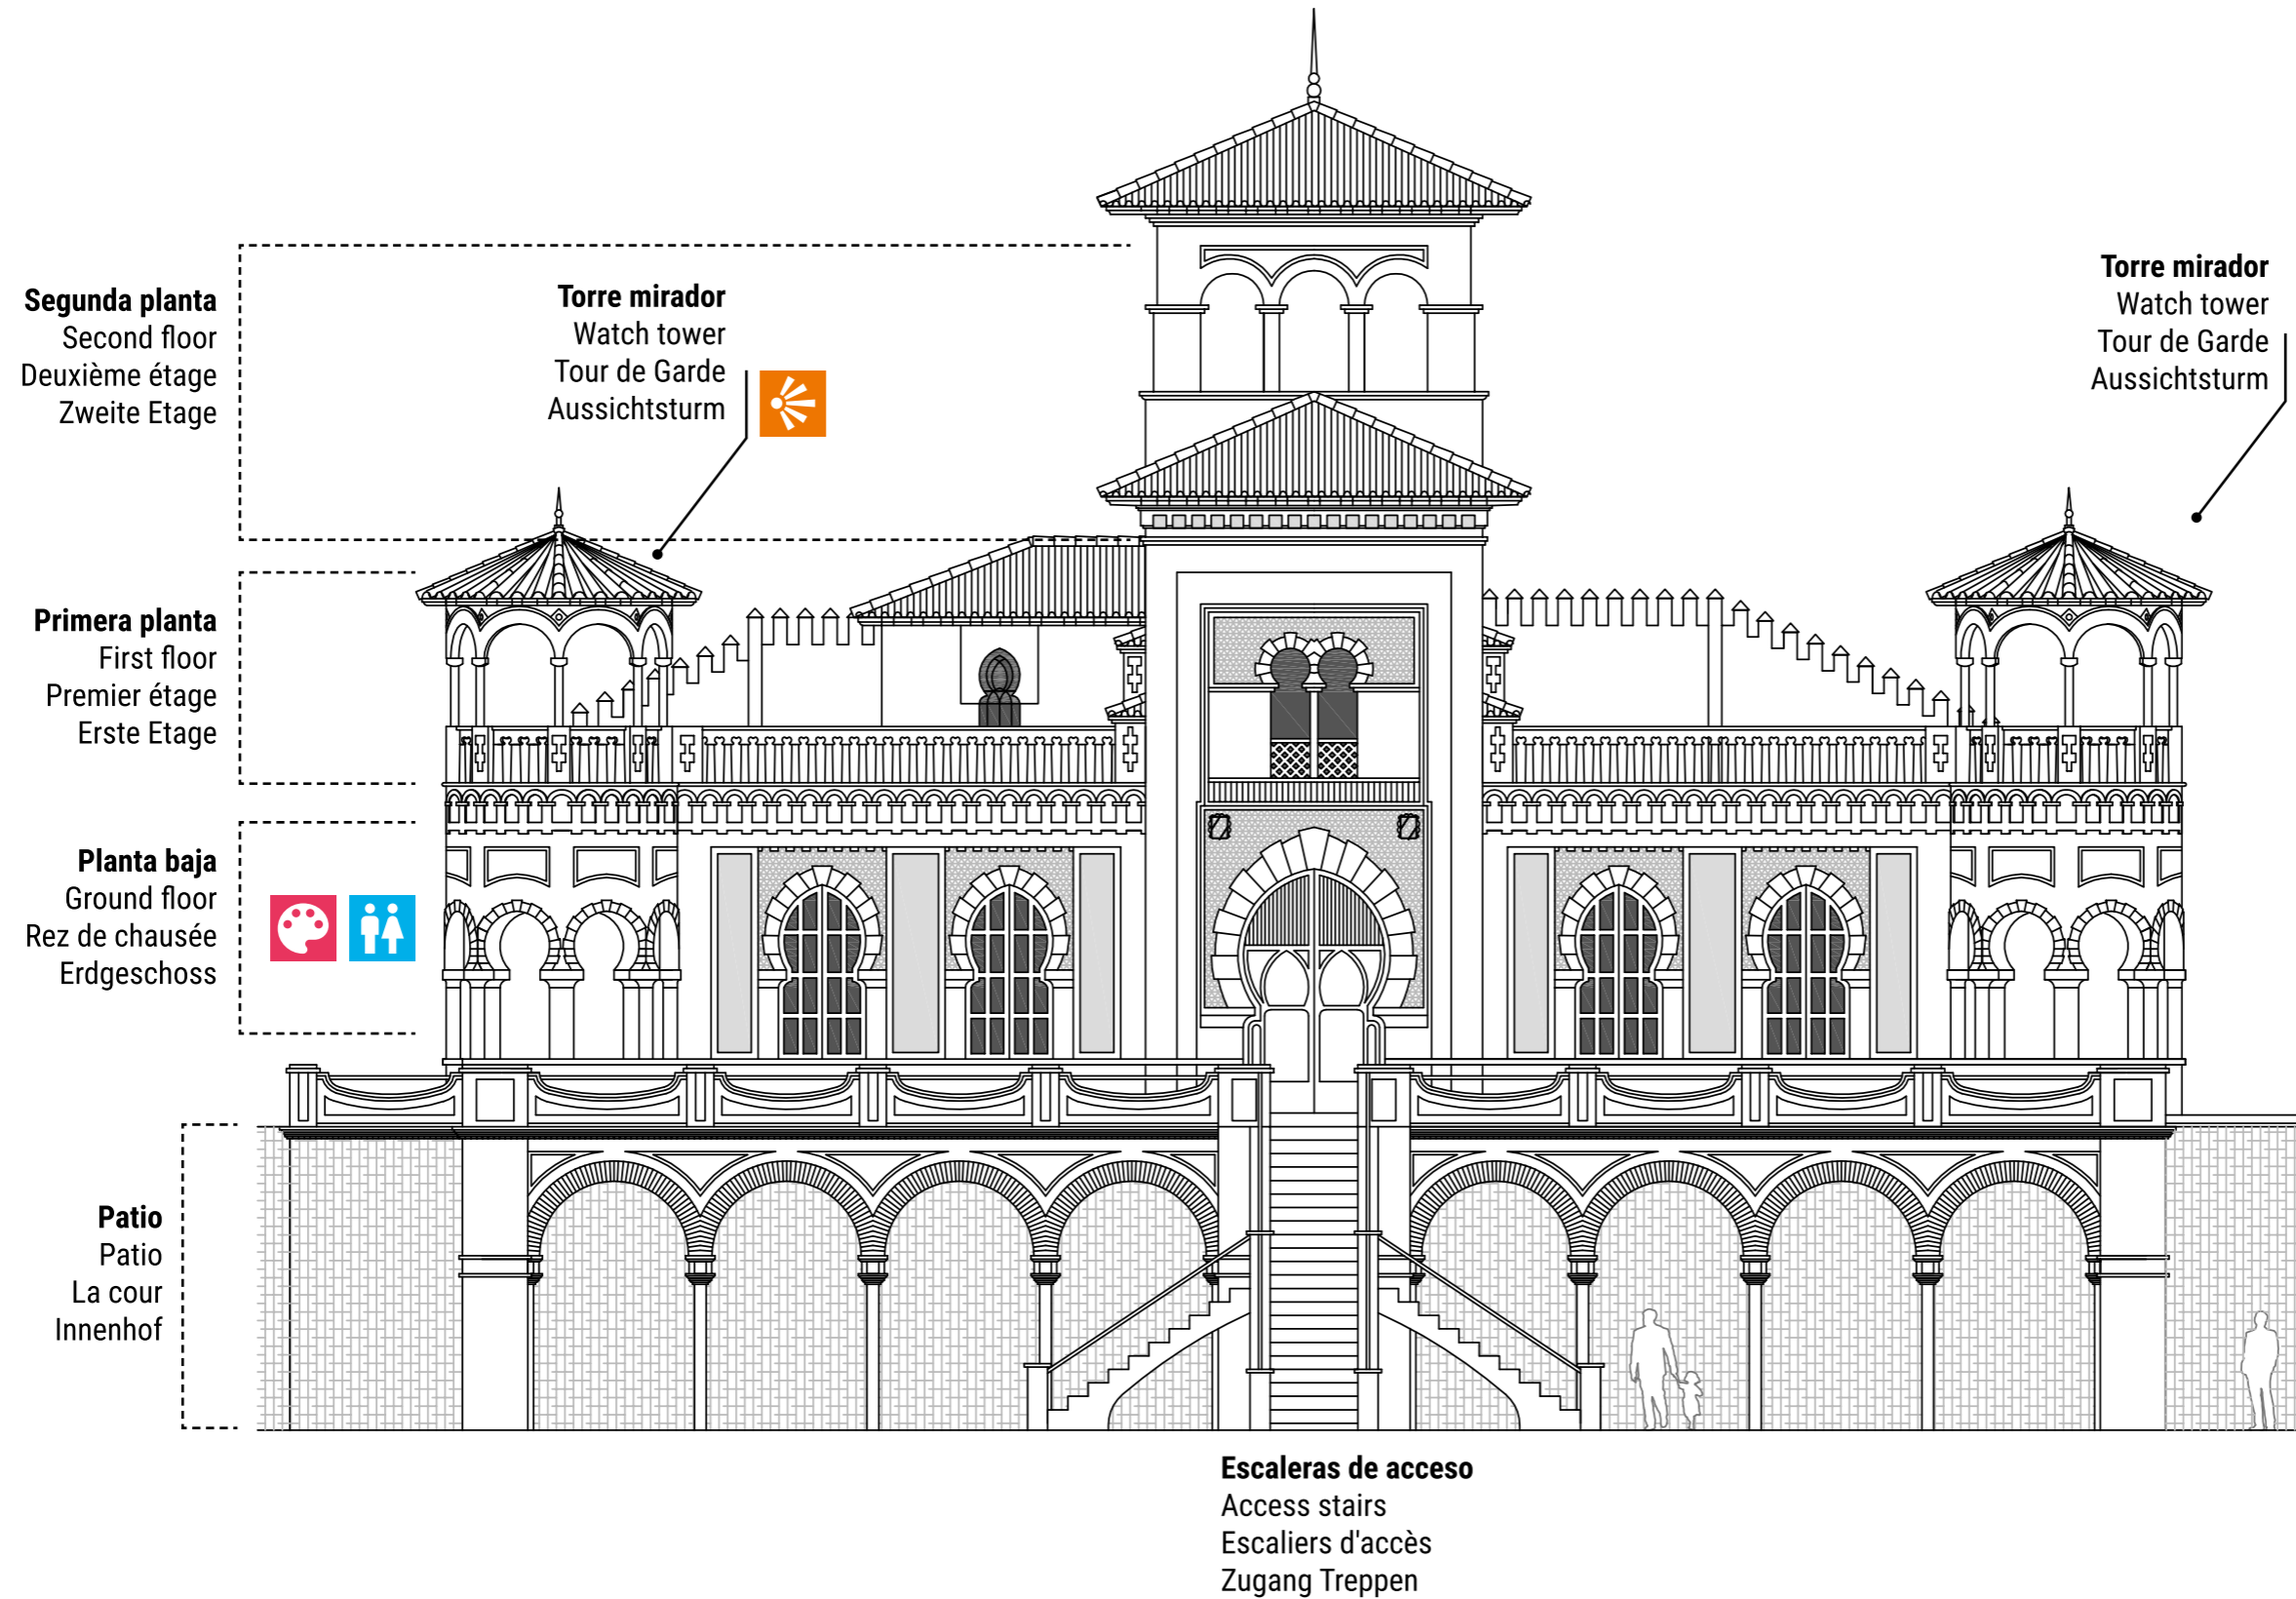 Segunda planta
Second floor
Deuxième étage
Zweite Etage
Torre mirador
Watch tower
Tour de Garde
Aussichtsturm
Torre mirador
Watch tower
Tour de Garde
Aussichtsturm
Primera planta
First floor
Premier étage
Erste Etage
Planta baja
Ground floor
Rez de chausée
Erdgeschoss
Patio
Patio
La cour
Innenhof
Escaleras de acceso
Access stairs
Escaliers d'accès
Zugang Treppen